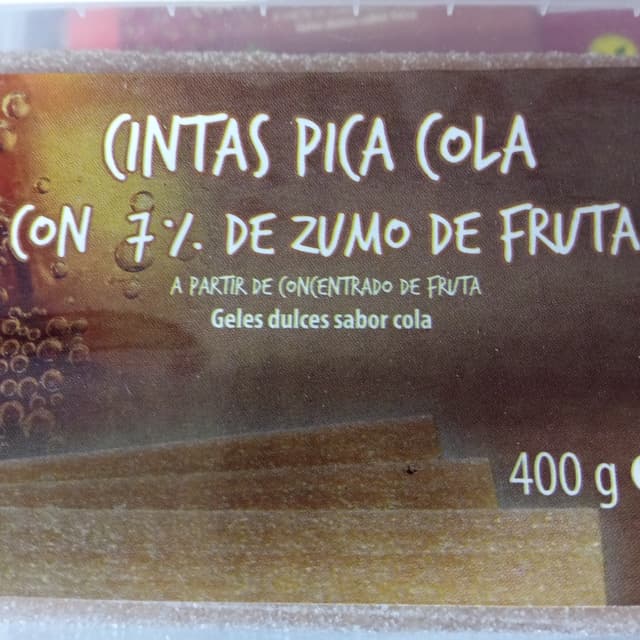 CINTAS PICA COLA
CON 7% DE ZUMO DE FRUTA
A PARTIR DE CONCENTRADO DE FRUTA
Geles dulces sabor cola
400 g